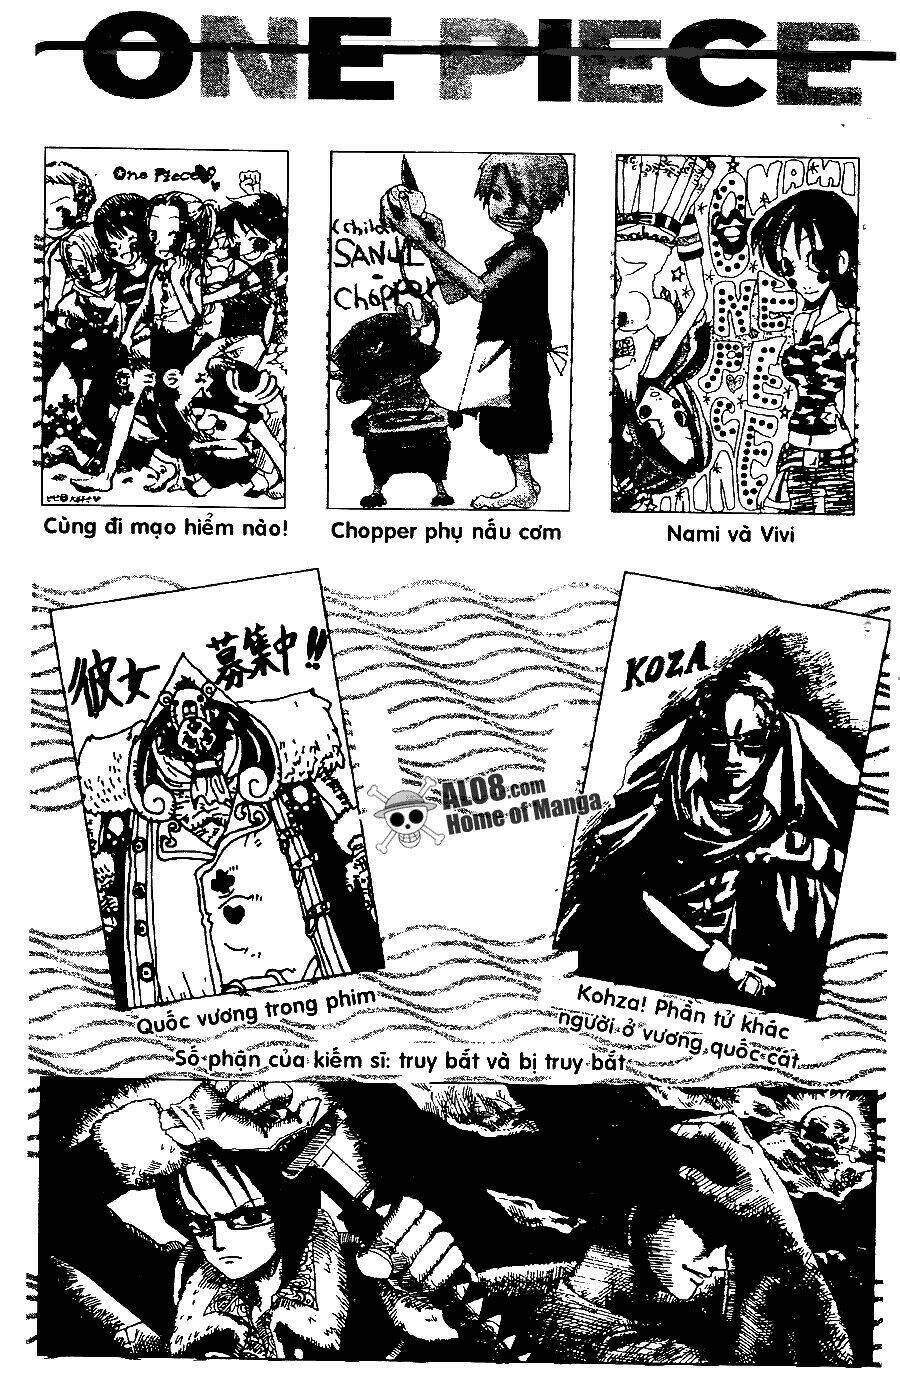 ONE PIECE
One Piece
(child)
SANJI
Chopper
NAMI
ONE
PIECE
Cùng đi mạo hiểm nào!
Chopper phụ nấu cơm
Nami và Vivi
彼女 募集中!!
KOZA
ALO8.com
Home of Manga
Quốc vương trong phim
Kohza! Phần tử khác
người ở vương quốc cát
Số phận của kiếm sĩ: truy bắt và bị truy bắt